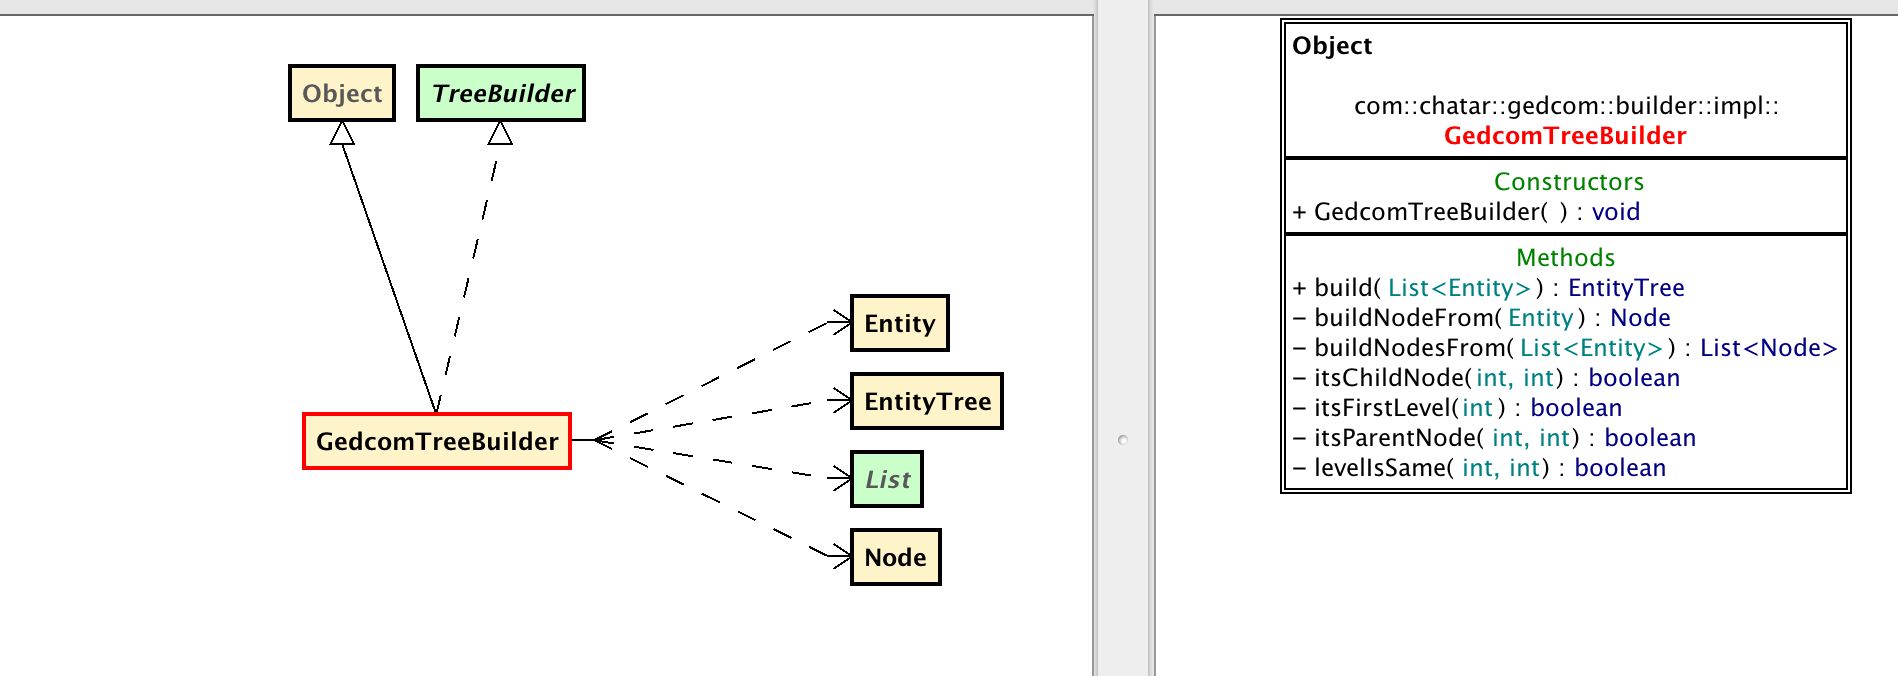 Object
TreeBuilder
Entity
EntityTree
GedcomTreeBuilder
List
Node
Object
com::chatar::gedcom::builder::impl::
GedcomTreeBuilder
Constructors
+ GedcomTreeBuilder( ) : void
Methods
+ build( List<Entity> ) : EntityTree
− buildNodeFrom( Entity ) : Node
− buildNodesFrom( List<Entity> ) : List<Node>
− itsChildNode( int, int) : boolean
− itsFirstLevel( int ) : boolean
− itsParentNode( int, int) : boolean
− levelIsSame( int, int) : boolean